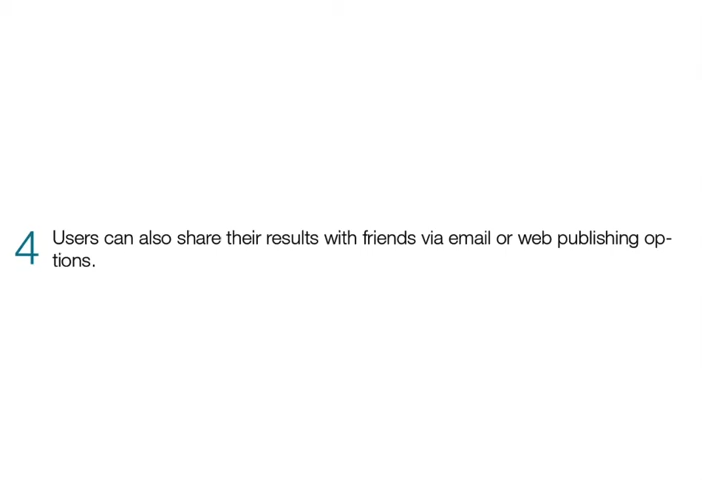 4 Users can also share their results with friends via email or web publishing op-
tions.